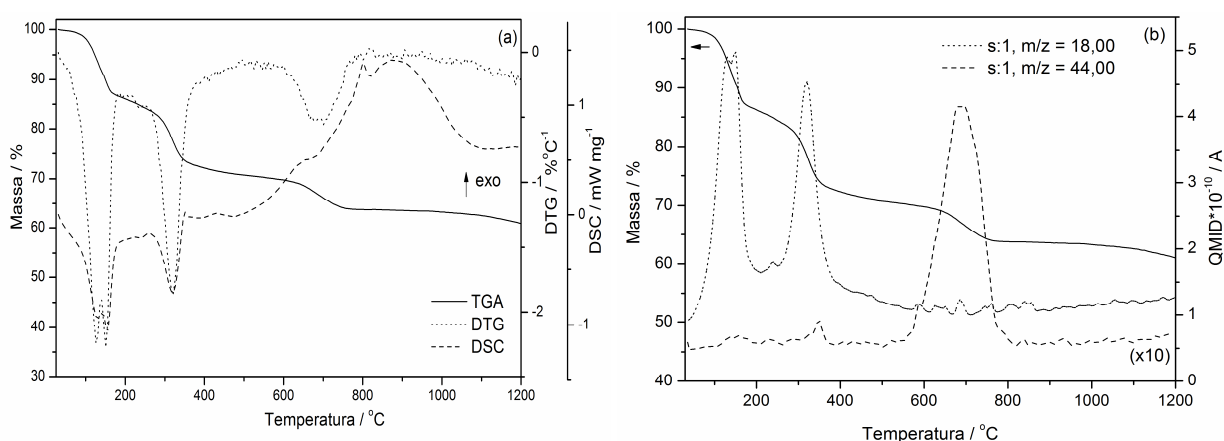 (a)
100
90
80
70
60
50
40
30
Massa / %
200 400 600 800 1000 1200
Temperatura / °C
0
-1
-2
DTG / %°C-1
1
0
-1
DSC / mW mg-1
exo
TGA
DTG
DSC
(b)
100
90
80
70
60
50
40
Massa / %
200 400 600 800 1000 1200
Temperatura / °C
5
4
3
2
1
0
QMID*10-10 / A
s:1, m/z = 18,00
s:1, m/z = 44,00
(x10)